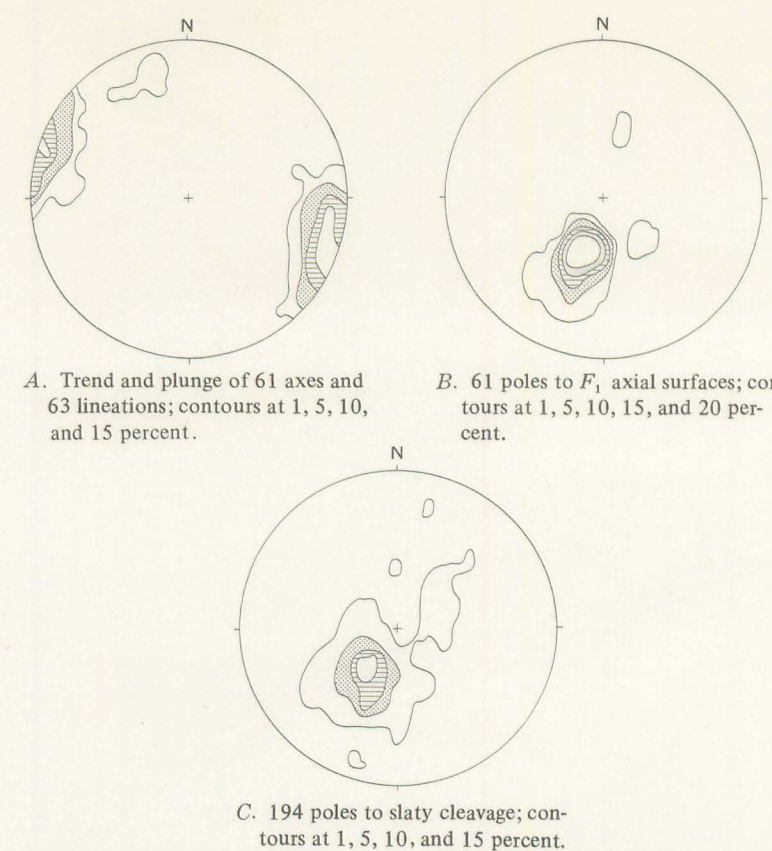 N
N
A. Trend and plunge of 61 axes and
63 lineations; contours at 1, 5, 10,
and 15 percent.
B. 61 poles to F₁ axial surfaces; con
tours at 1, 5, 10, 15, and 20 per-
cent.
N
C. 194 poles to slaty cleavage; con-
tours at 1, 5, 10, and 15 percent.